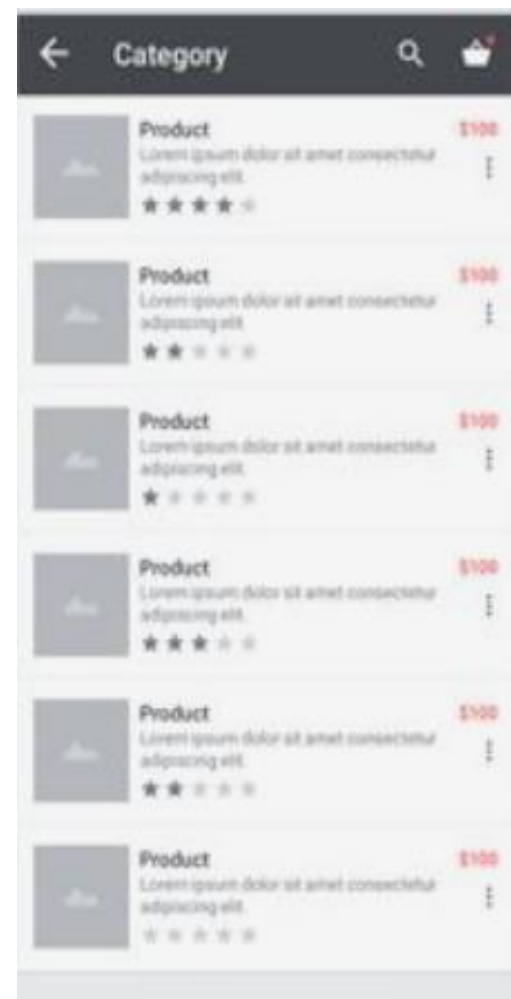 Category
Product
$100
Lorem ipsum dolor sit amet consectetur
adipiscing elit.
Product
$100
Lorem ipsum dolor sit amet consectetur
adipiscing elit.
Product
$100
Lorem ipsum dolor sit amet consectetur
adipiscing elit.
Product
$100
Lorem ipsum dolor sit amet consectetur
adipiscing elit.
Product
$100
Lorem ipsum dolor sit amet consectetur
adipiscing elit.
Product
$100
Lorem ipsum dolor sit amet consectetur
adipiscing elit.